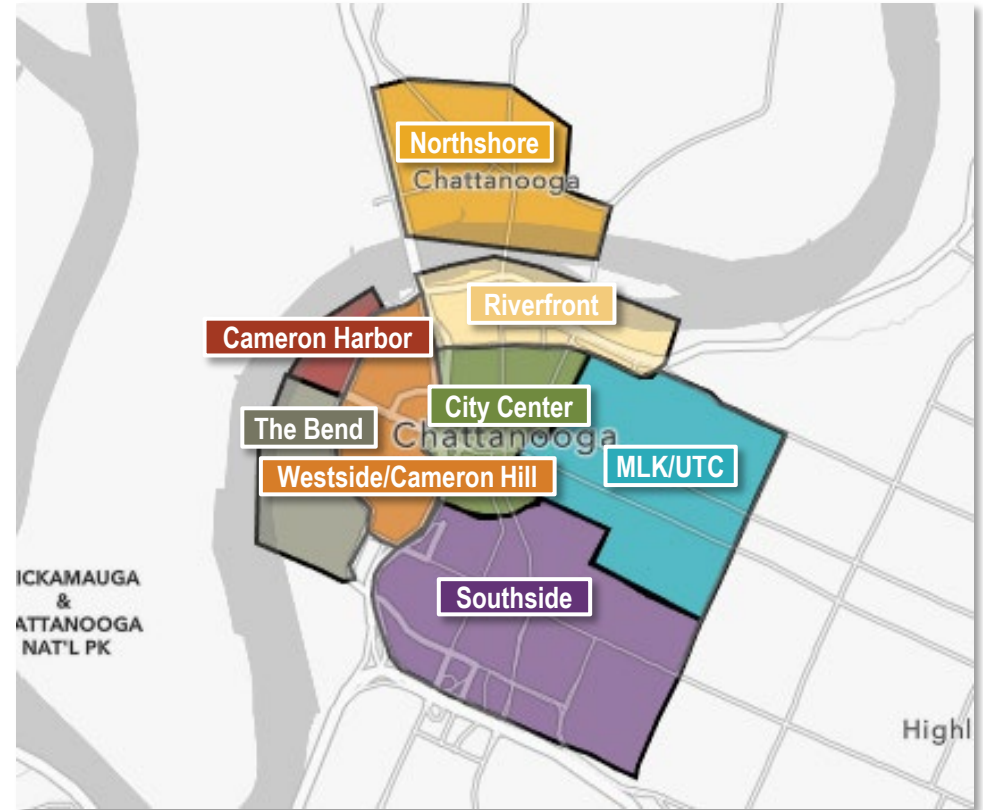 Northshore
Chattanooga
Riverfront
Cameron Harbor
City Center
The Bend
Chattanooga
MLK/UTC
Westside/Cameron Hill
ICKAMAUGA
&
ATTANOOGA
NAT'L PK
Southside
Highl